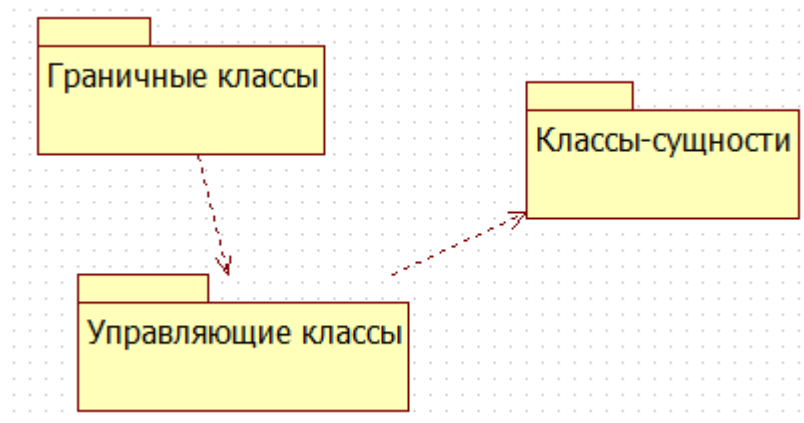 Граничные классы
Классы-сущности
Управляющие классы